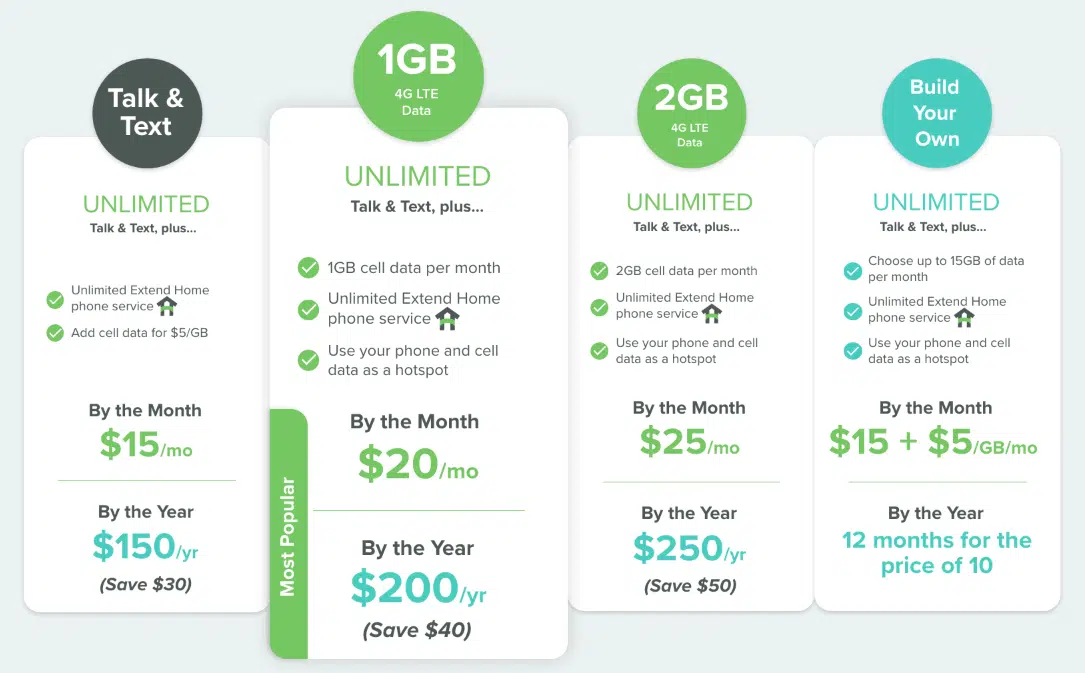 Talk &
Text
UNLIMITED
Talk & Text, plus...
Unlimited Extend Home
phone service
Add cell data for $5/GB
By the Month
$15/mo
By the Year
$150/yr
(Save $30)
1GB
4G LTE
Data
UNLIMITED
Talk & Text, plus...
1GB cell data per month
Unlimited Extend Home
phone service
Use your phone and cell
data as a hotspot
Most Popular
By the Month
$20/mo
By the Year
$200/yr
(Save $40)
2GB
4G LTE
Data
UNLIMITED
Talk & Text, plus...
2GB cell data per month
Unlimited Extend Home
phone service
Use your phone and cell
data as a hotspot
By the Month
$25/mo
By the Year
$250/yr
(Save $50)
Build
Your
Own
UNLIMITED
Talk & Text, plus...
Choose up to 15GB of data
per month
Unlimited Extend Home
phone service
Use your phone and cell
data as a hotspot
By the Month
$15 + $5/GB/mo
By the Year
12 months for the
price of 10